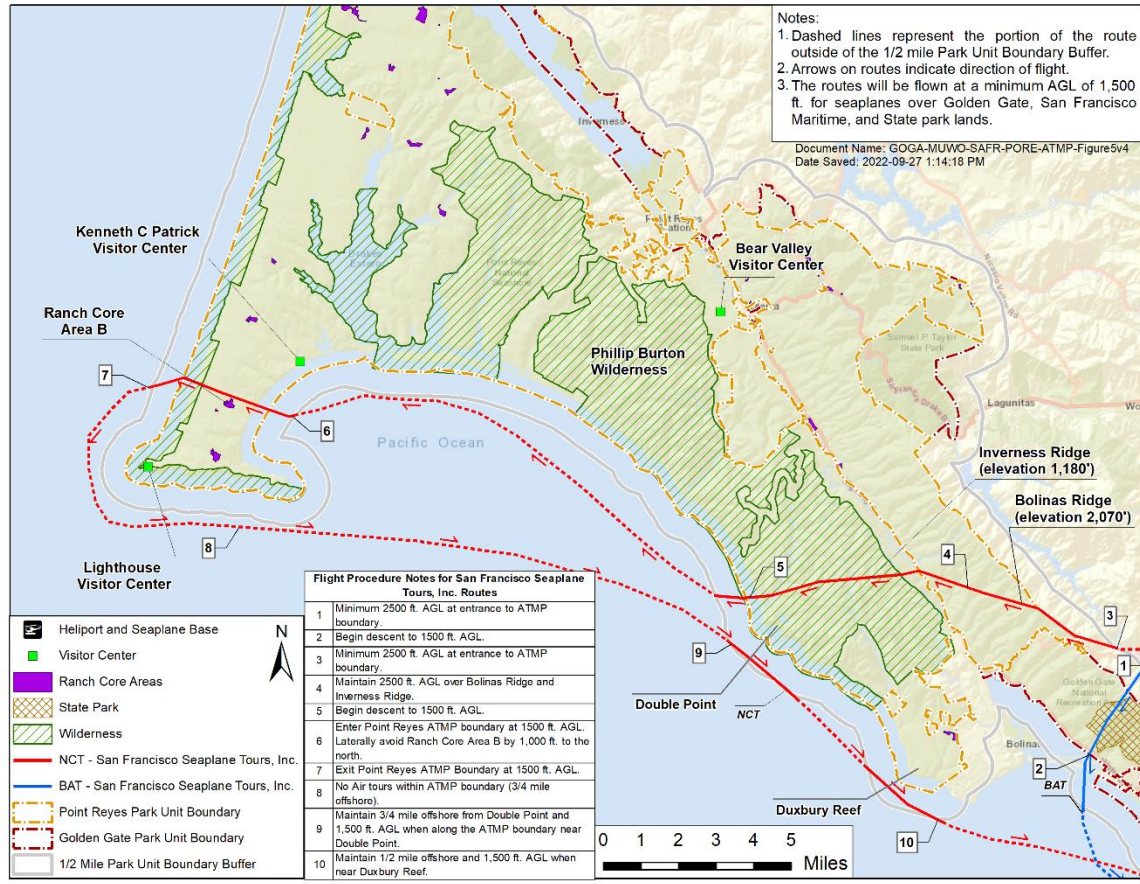 Notes:
1. Dashed lines represent the portion of the route
outside of the 1/2 mile Park Unit Boundary Buffer.
2. Arrows on routes indicate direction of flight.
3. The routes will be flown at a minimum AGL of 1,500
ft. for seaplanes over Golden Gate, San Francisco
Maritime, and State park lands.
Document Name: GOGA-MUWO-SAFR-PORE-ATMP-Figure5v4
Date Saved: 2022-09-27 1:14:18 PM
Inverness
Kenneth C Patrick
Visitor Center
Bear Valley
Visitor Center
Ranch Core
Area B
Samuel P. Taylor
State Park
Phillip Burton
Wilderness
Lagunitas
7
6
Pacific Ocean
Inverness Ridge
(elevation 1,180')
Bolinas Ridge
(elevation 2,070')
8
5
4
3
Lighthouse
Visitor Center
1
9
Golden Gate
National
Double Point
NCT
Bolinas
2
BAT
Duxbury Reef
10
Flight Procedure Notes for San Francisco Seaplane
Tours, Inc. Routes
1 Minimum 2500 ft. AGL at entrance to ATMP
boundary.
2 Begin descent to 1500 ft. AGL.
3 Minimum 2500 ft. AGL at entrance to ATMP
boundary.
4 Maintain 2500 ft. AGL over Bolinas Ridge and
Inverness Ridge.
5 Begin descent to 1500 ft. AGL.
6 Enter Point Reyes ATMP boundary at 1500 ft. AGL.
Laterally avoid Ranch Core Area B by 1,000 ft. to the
north.
7 Exit Point Reyes ATMP Boundary at 1500 ft. AGL.
8 No Air tours within ATMP boundary (3/4 mile
offshore).
9 Maintain 3/4 mile offshore from Double Point and
1,500 ft. AGL when along the ATMP boundary near
Double Point.
10 Maintain 1/2 mile offshore and 1,500 ft. AGL when
near Duxbury Reef.
N
Heliport and Seaplane Base
Visitor Center
Ranch Core Areas
State Park
Wilderness
NCT - San Francisco Seaplane Tours, Inc.
BAT - San Francisco Seaplane Tours, Inc.
Point Reyes Park Unit Boundary
Golden Gate Park Unit Boundary
1/2 Mile Park Unit Boundary Buffer
0 1 2 3 4 5
Miles